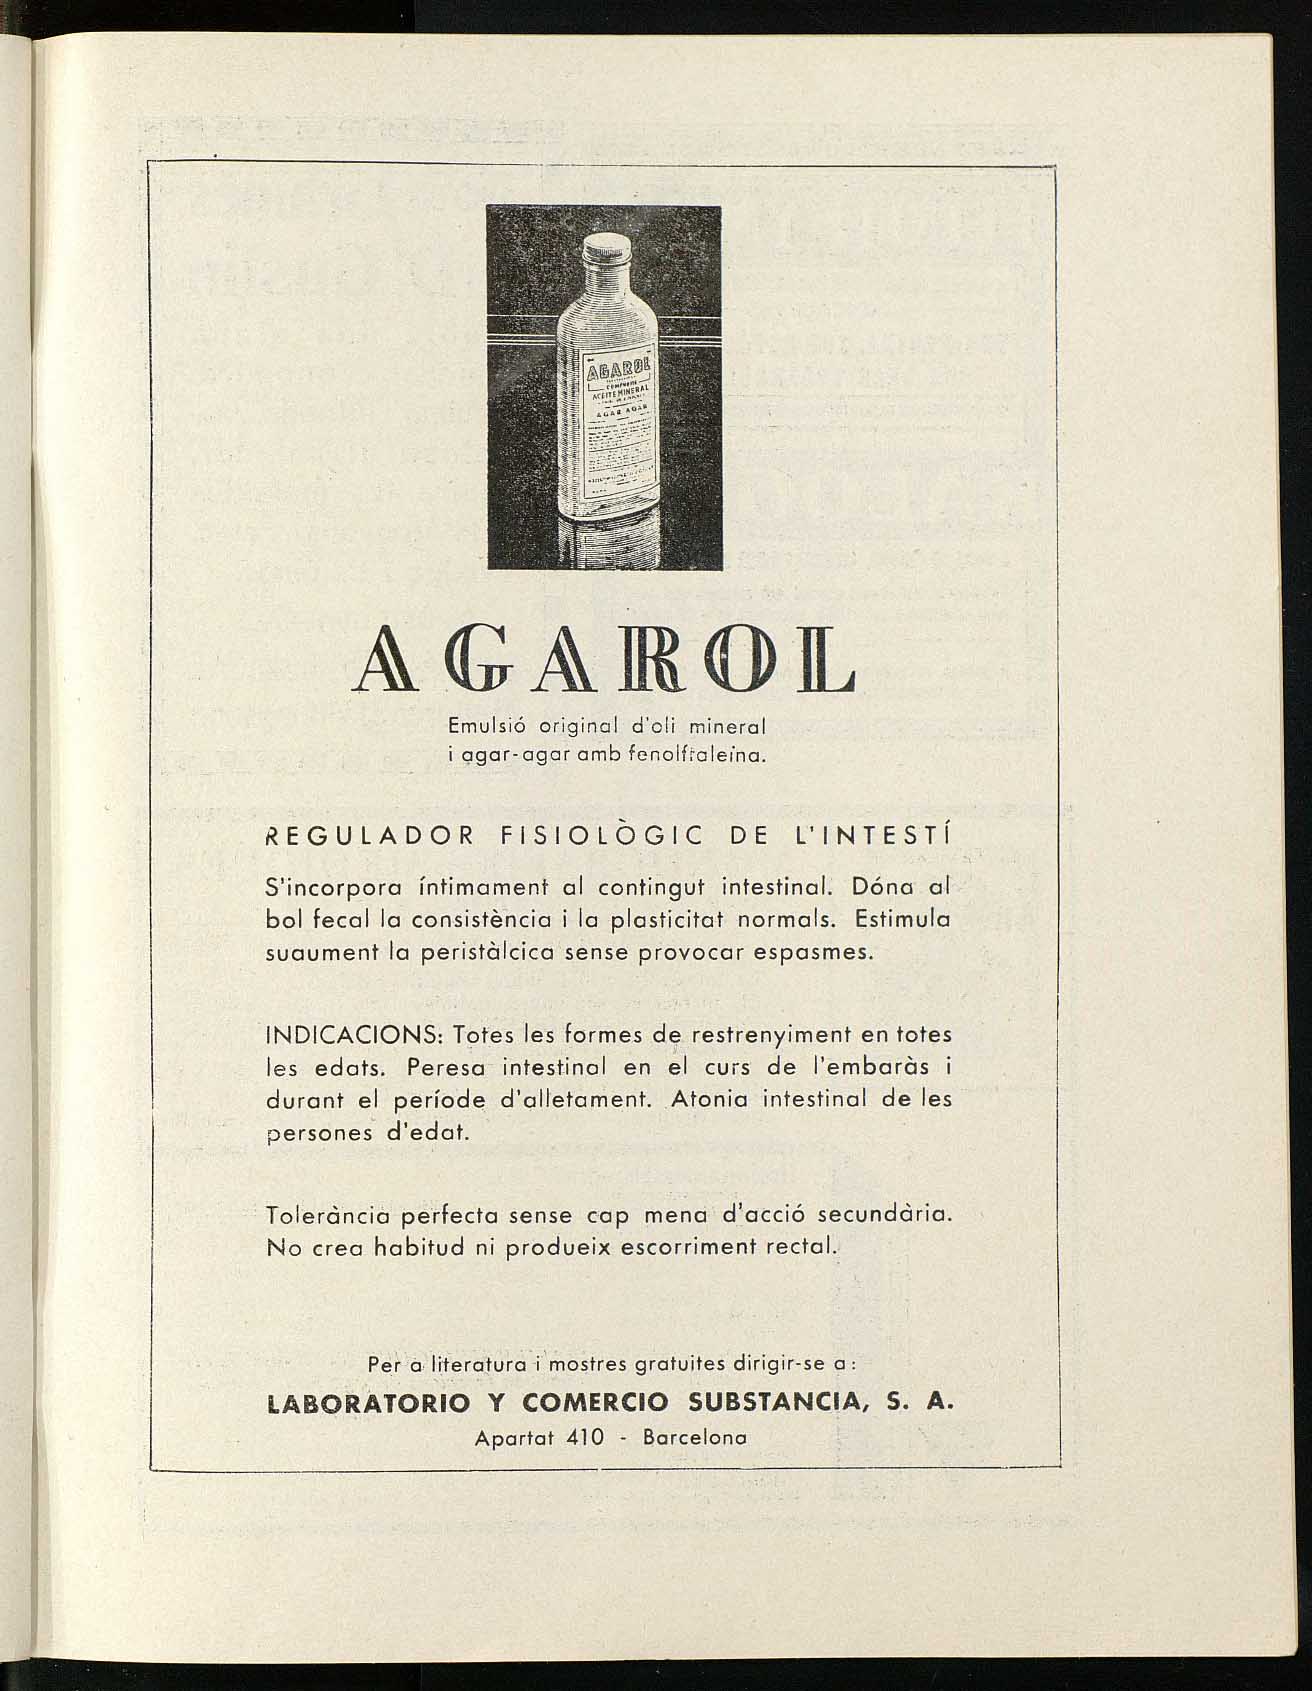 AGAROL
COMPUESTO
ACEITE MINERAL
AGAR AGAR
AGAROL
Emulsió original d'oli mineral
i agar-agar amb fenolftaleïna.
REGULADOR FISIOLÒGIC DE L'INTESTÍ
S'incorpora íntimament al contingut intestinal. Dóna al
bol fecal la consistència i la plasticitat normals. Estimula
suaument la peristàlcica sense provocar espasmes.
INDICACIONS: Totes les formes de restrenyiment en totes
les edats. Peresa intestinal en el curs de l'embaràs i
durant el període d'alletament. Atonia intestinal de les
persones d'edat.
Tolerància perfecta sense cap mena d'acció secundària.
No crea habitud ni produeix escorriment rectal.
Per a literatura i mostres gratuites dirigir-se a:
LABORATORIO Y COMERCIO SUBSTANCIA, S. A.
Apartat 410 - Barcelona